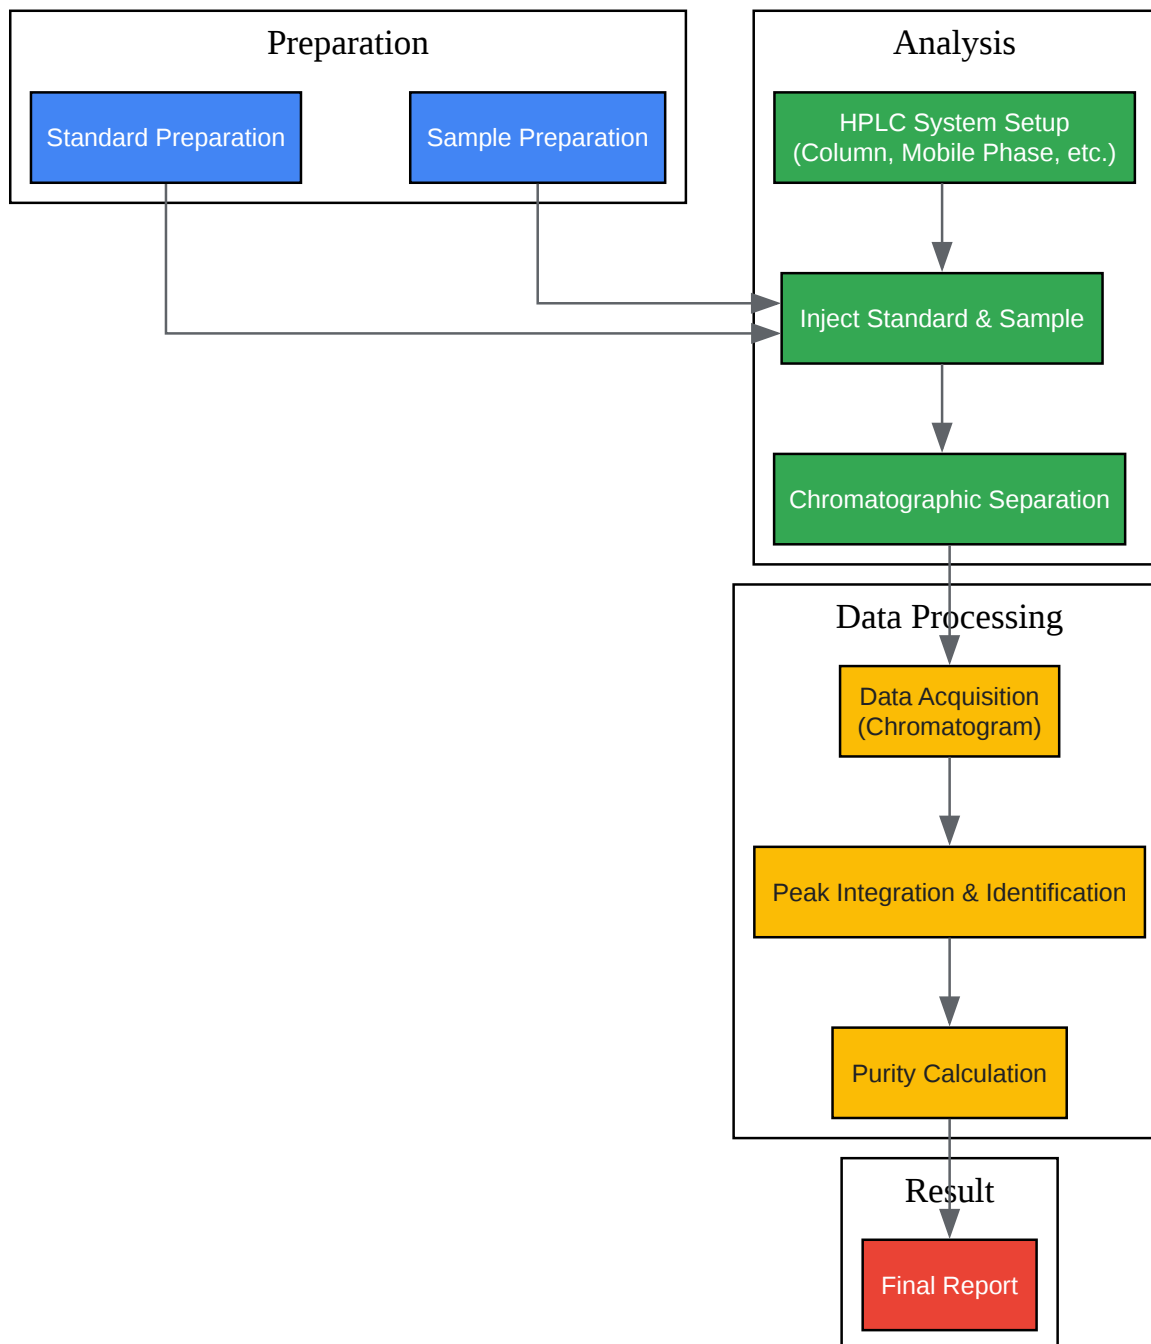 Preparation
Standard Preparation
Sample Preparation
Analysis
HPLC System Setup
(Column, Mobile Phase, etc.)
Inject Standard & Sample
Chromatographic Separation
Data Processing
Data Acquisition
(Chromatogram)
Peak Integration & Identification
Purity Calculation
Result
Final Report